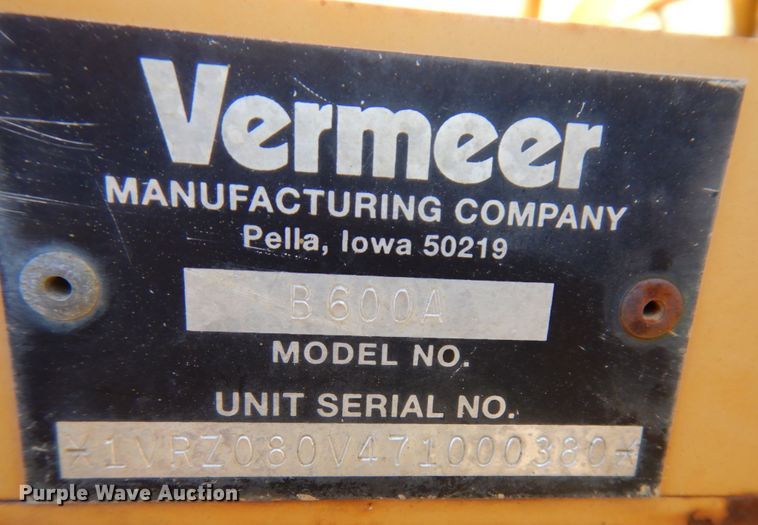 Vermeer
MANUFACTURING COMPANY
Pella, Iowa 50219
B600A
MODEL NO.
UNIT SERIAL NO.
*1VRZ080V471000380*
Purple Wave Auction